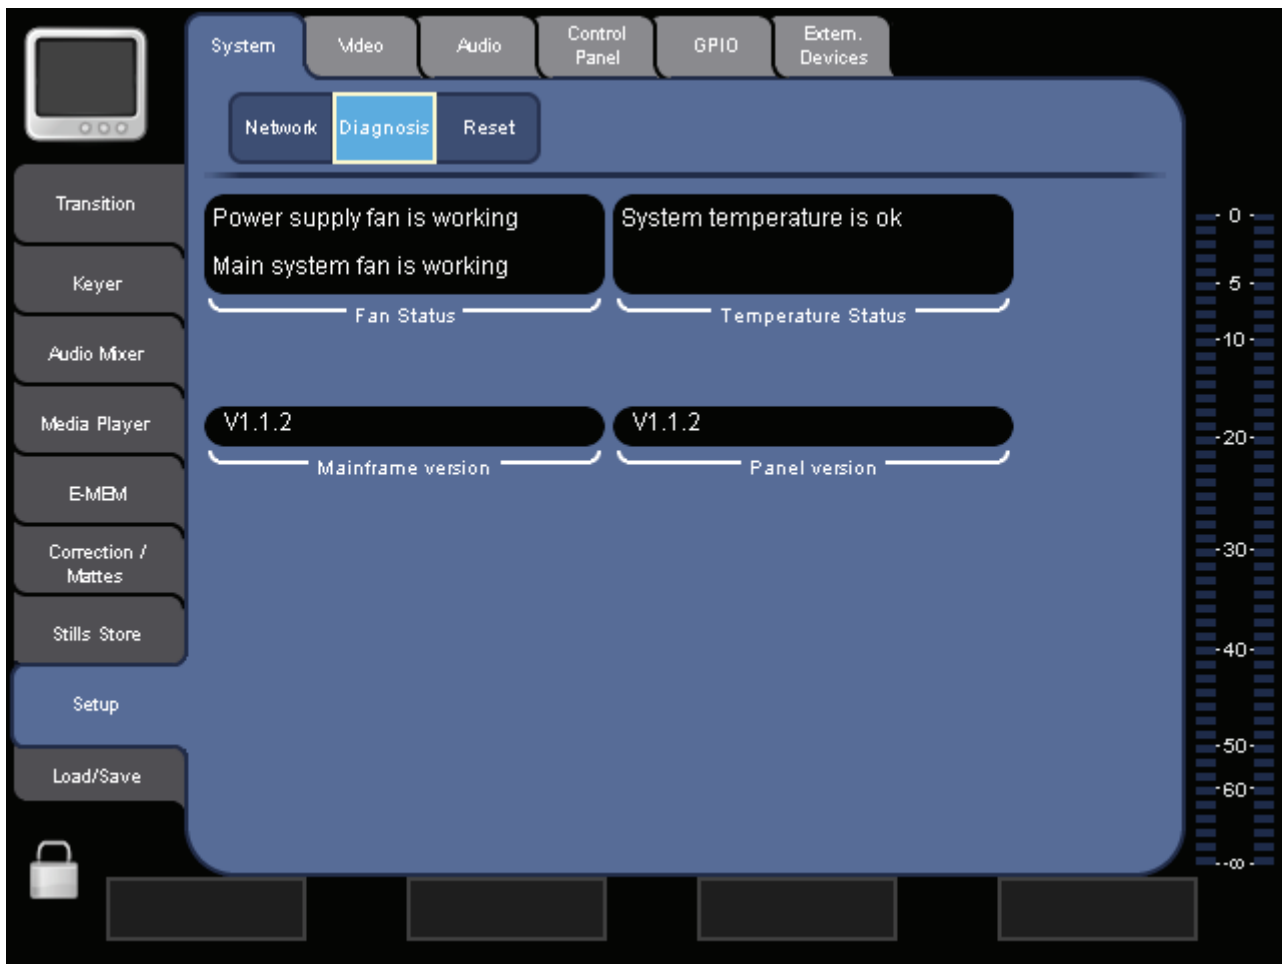 System
Video
Audio
Control
Panel
GPIO
Extern.
Devices
Network
Diagnosis
Reset
Transition
Keyer
Audio Mixer
Media Player
E-MEM
Correction /
Mattes
Stills Store
Setup
Load/Save
Power supply fan is working
Main system fan is working
Fan Status
System temperature is ok
Temperature Status
V1.1.2
Mainframe version
V1.1.2
Panel version
- 0 -
- 5 -
-10-
-20-
-30-
-40-
-50-
-60-
--∞-